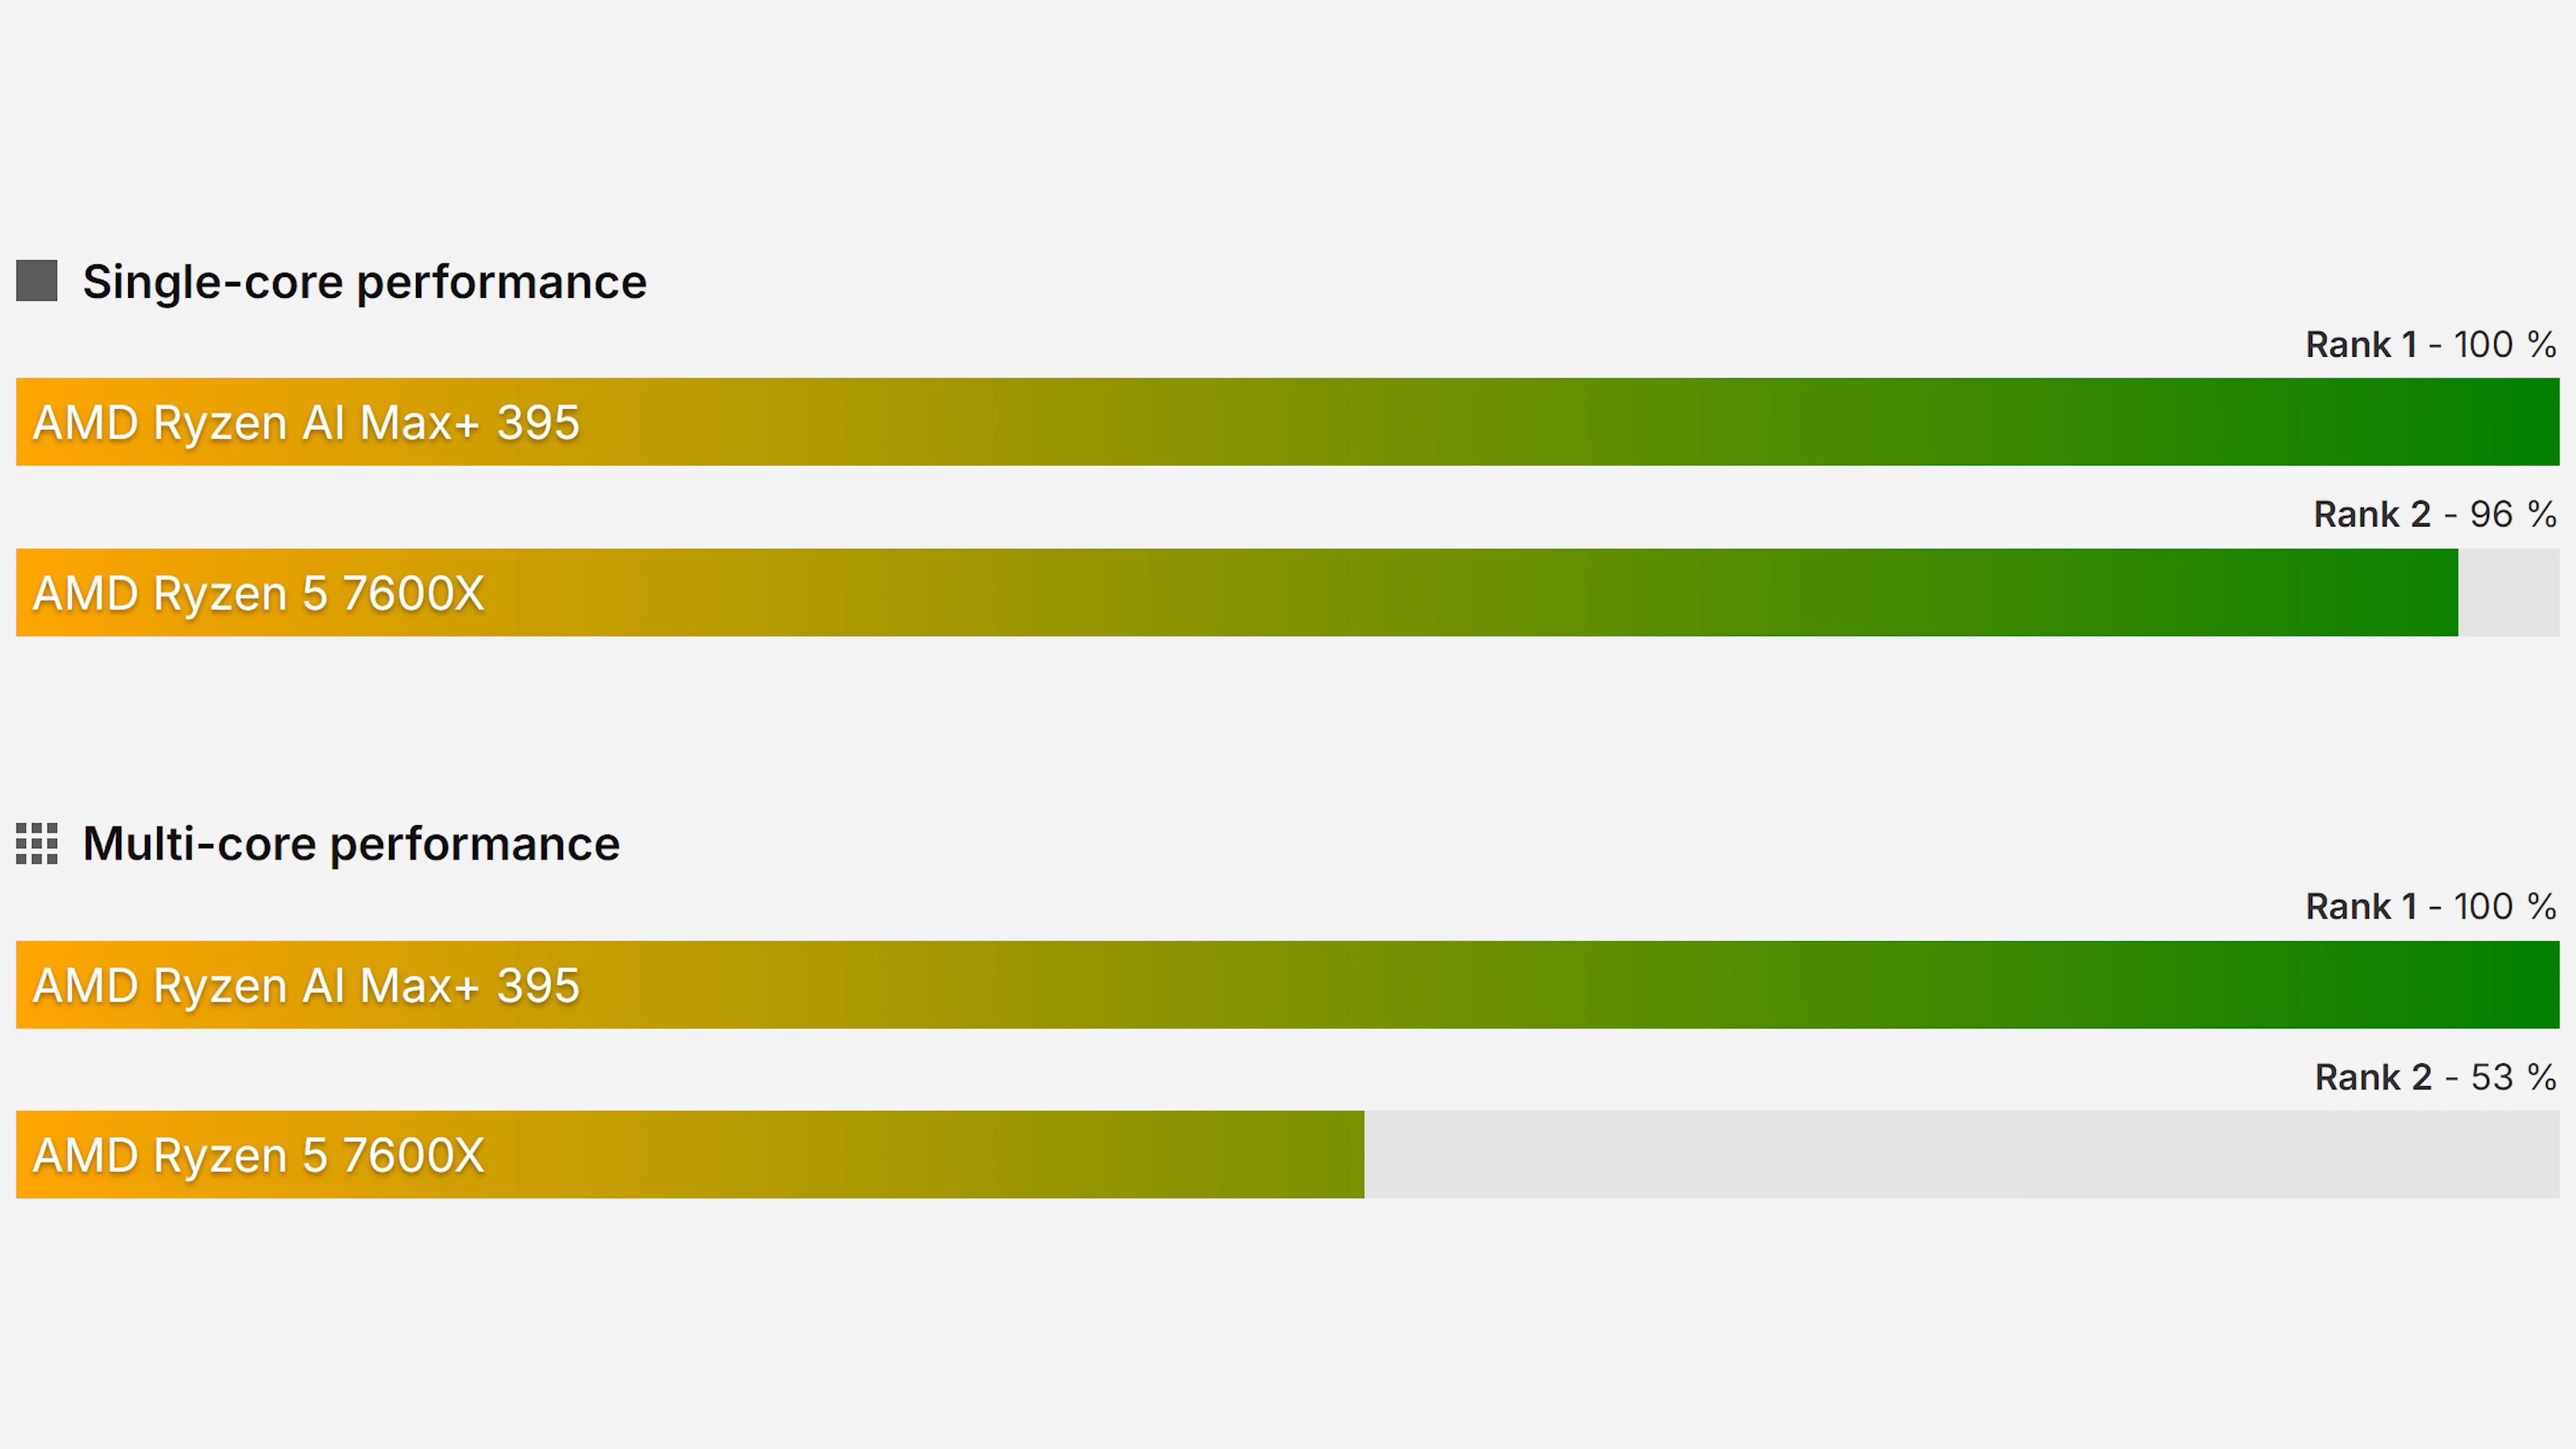 Single-core performance
Rank 1 - 100 %
AMD Ryzen AI Max+ 395
Rank 2 - 96 %
AMD Ryzen 5 7600X
Multi-core performance
Rank 1 - 100 %
AMD Ryzen AI Max+ 395
Rank 2 - 53 %
AMD Ryzen 5 7600X